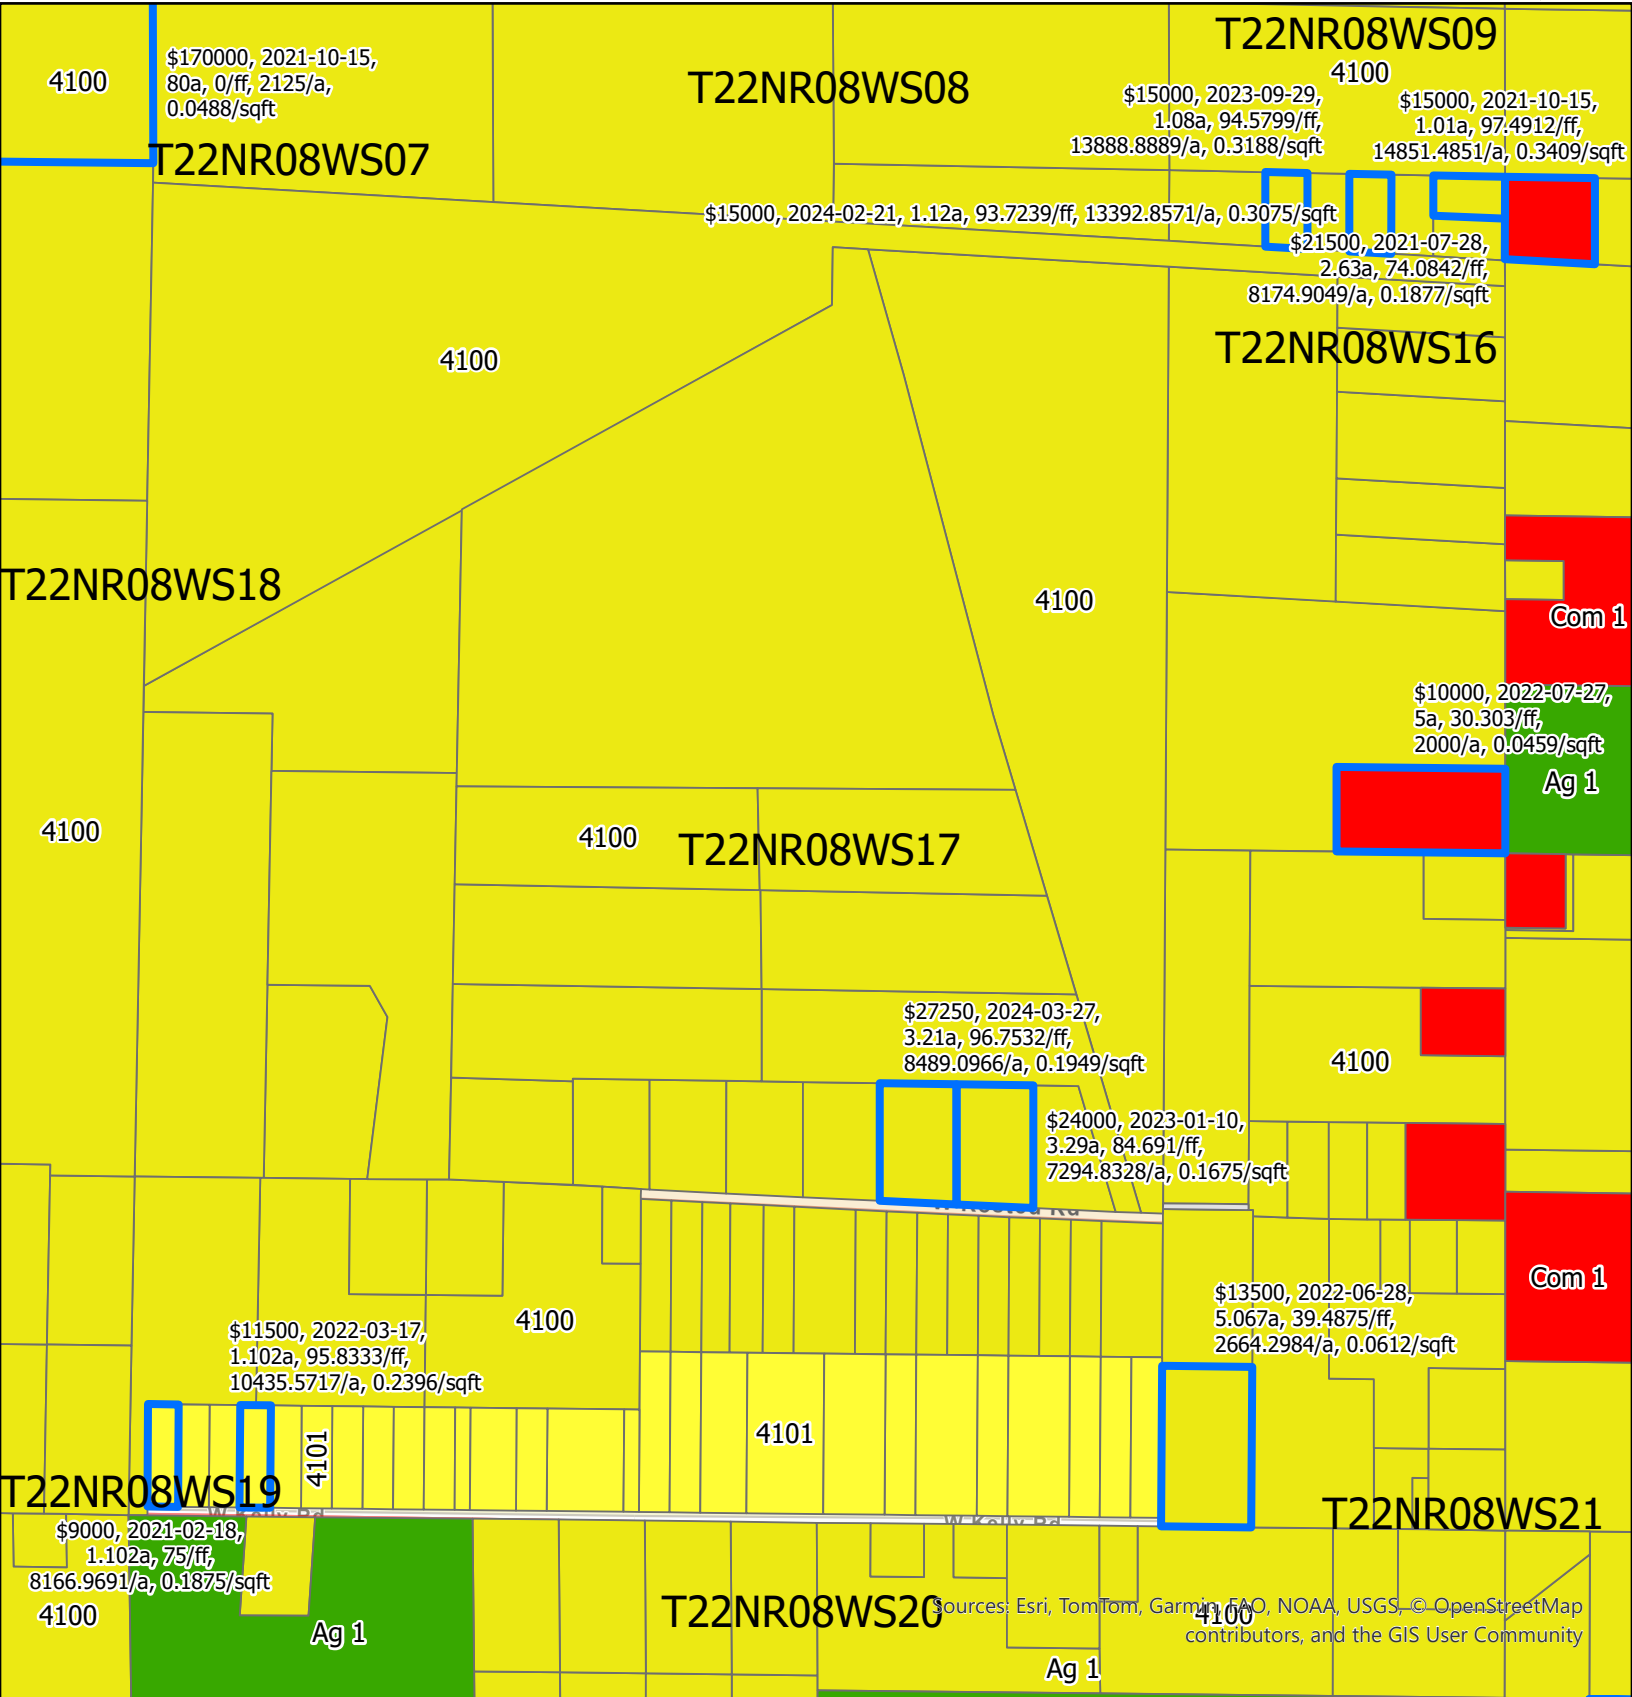 T22NR08WS09
4100
$170000, 2021-10-15,
80a, 0/ff, 2125/a,
0.0488/sqft
4100
T22NR08WS08
$15000, 2023-09-29,
1.08a, 94.5799/ff,
13888.8889/a, 0.3188/sqft
$15000, 2021-10-15,
1.01a, 97.4912/ff,
14851.4851/a, 0.3409/sqft
T22NR08WS07
$15000, 2024-02-21, 1.12a, 93.7239/ff, 13392.8571/a, 0.3075/sqft
$21500, 2021-07-28,
2.63a, 74.0842/ff,
8174.9049/a, 0.1877/sqft
T22NR08WS16
4100
T22NR08WS18
4100
Com 1
$10000, 2022-07-27,
5a, 30.303/ff,
2000/a, 0.0459/sqft
Ag 1
4100
4100
T22NR08WS17
$27250, 2024-03-27,
3.21a, 96.7532/ff,
8489.0966/a, 0.1949/sqft
4100
$24000, 2023-01-10,
3.29a, 84.691/ff,
7294.8328/a, 0.1675/sqft
Rd
Com 1
$13500, 2022-06-28,
5.067a, 39.4875/ff,
2664.2984/a, 0.0612/sqft
4100
$11500, 2022-03-17,
1.102a, 95.8333/ff,
10435.5717/a, 0.2396/sqft
4101
4101
T22NR08WS19
W Kelly Rd
W Kelly Rd
T22NR08WS21
$9000, 2021-02-18,
1.102a, 75/ff,
8166.9691/a, 0.1875/sqft
4100
Ag 1
T22NR08WS20
4100
Sources: Esri, TomTom, Garmin, FAO, NOAA, USGS, © OpenStreetMap
contributors, and the GIS User Community
Ag 1